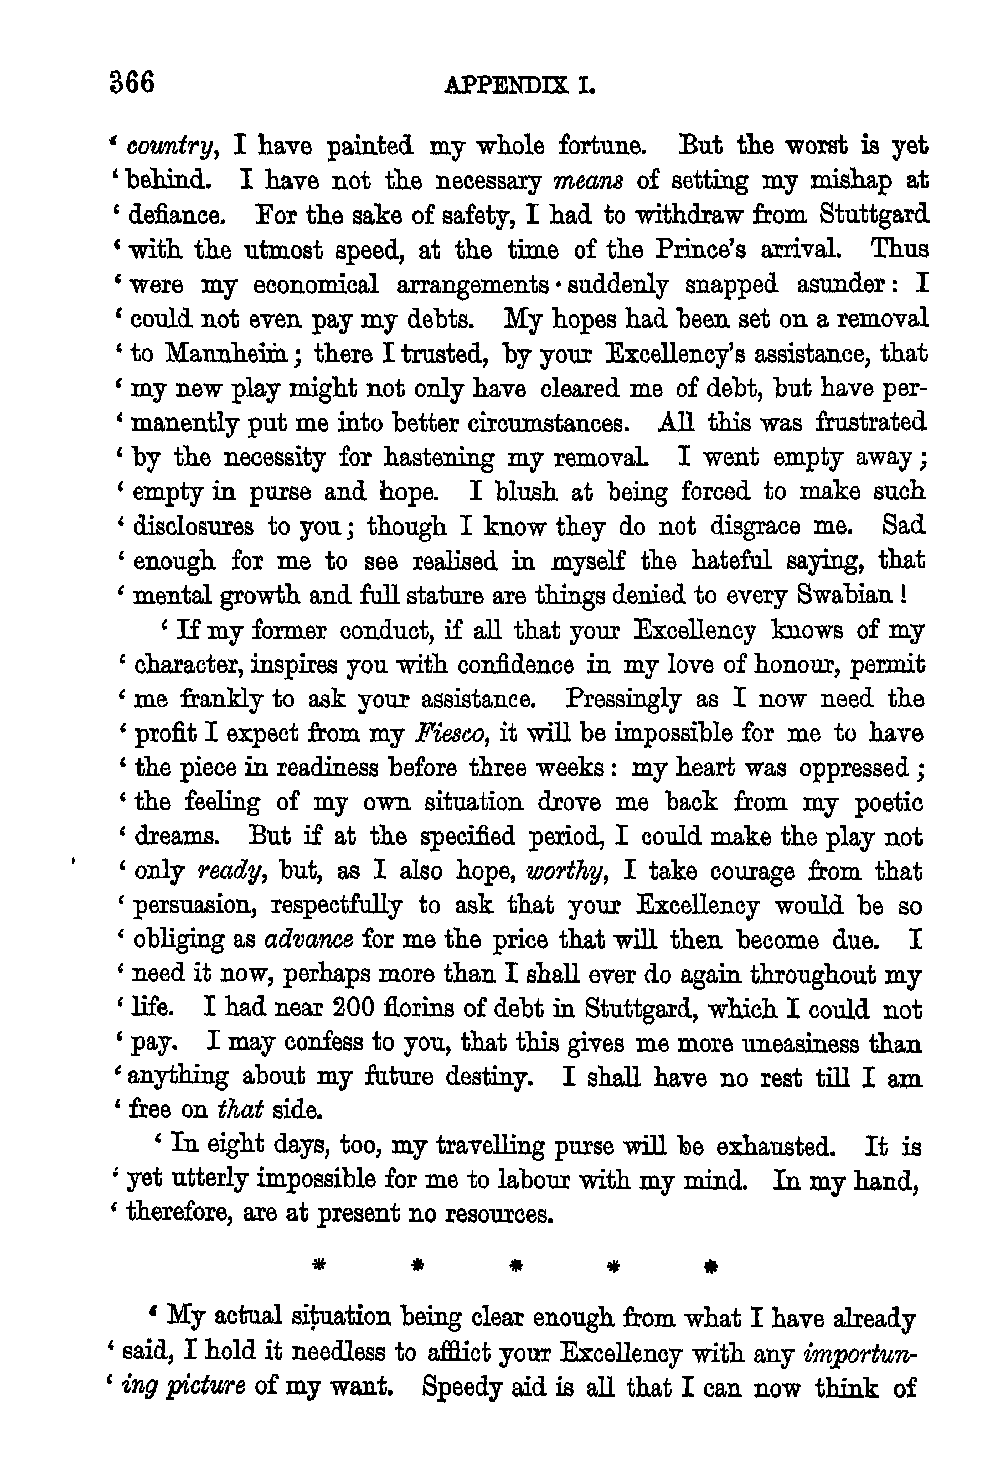 366 APPENDIX I.
‘ country, I have painted my whole fortune. But the worst is yet
‘ behind. I have not the necessary means of setting my mishap at
‘ defiance. For the sake of safety, I had to withdraw from Stuttgard
‘ with the utmost speed, at the time of the Prince’s arrival. Thus
‘ were my economical arrangements suddenly snapped asunder: I
‘ could not even pay my debts. My hopes had been set on a removal
‘ to Mannheim; there I trusted, by your Excellency’s assistance, that
‘ my new play might not only have cleared me of debt, but have per-
‘ manently put me into better circumstances. All this was frustrated
‘ by the necessity for hastening my removal. I went empty away;
‘ empty in purse and hope. I blush at being forced to make such
‘ disclosures to you; though I know they do not disgrace me. Sad
‘ enough for me to see realised in myself the hateful saying, that
‘ mental growth and full stature are things denied to every Swabian!
‘ If my former conduct, if all that your Excellency knows of my
‘ character, inspires you with confidence in my love of honour, permit
‘ me frankly to ask your assistance. Pressingly as I now need the
‘ profit I expect from my Fiesco, it will be impossible for me to have
‘ the piece in readiness before three weeks: my heart was oppressed;
‘ the feeling of my own situation drove me back from my poetic
‘ dreams. But if at the specified period, I could make the play not
‘ only ready, but, as I also hope, worthy, I take courage from that
‘ persuasion, respectfully to ask that your Excellency would be so
‘ obliging as advance for me the price that will then become due. I
‘ need it now, perhaps more than I shall ever do again throughout my
‘ life. I had near 200 florins of debt in Stuttgard, which I could not
‘ pay. I may confess to you, that this gives me more uneasiness than
‘ anything about my future destiny. I shall have no rest till I am
‘ free on that side.
‘ In eight days, too, my travelling purse will be exhausted. It is
‘ yet utterly impossible for me to labour with my mind. In my hand,
‘ therefore, are at present no resources.
* * * * *
‘ My actual situation being clear enough from what I have already
‘ said, I hold it needless to afflict your Excellency with any importun-
‘ ing picture of my want. Speedy aid is all that I can now think of